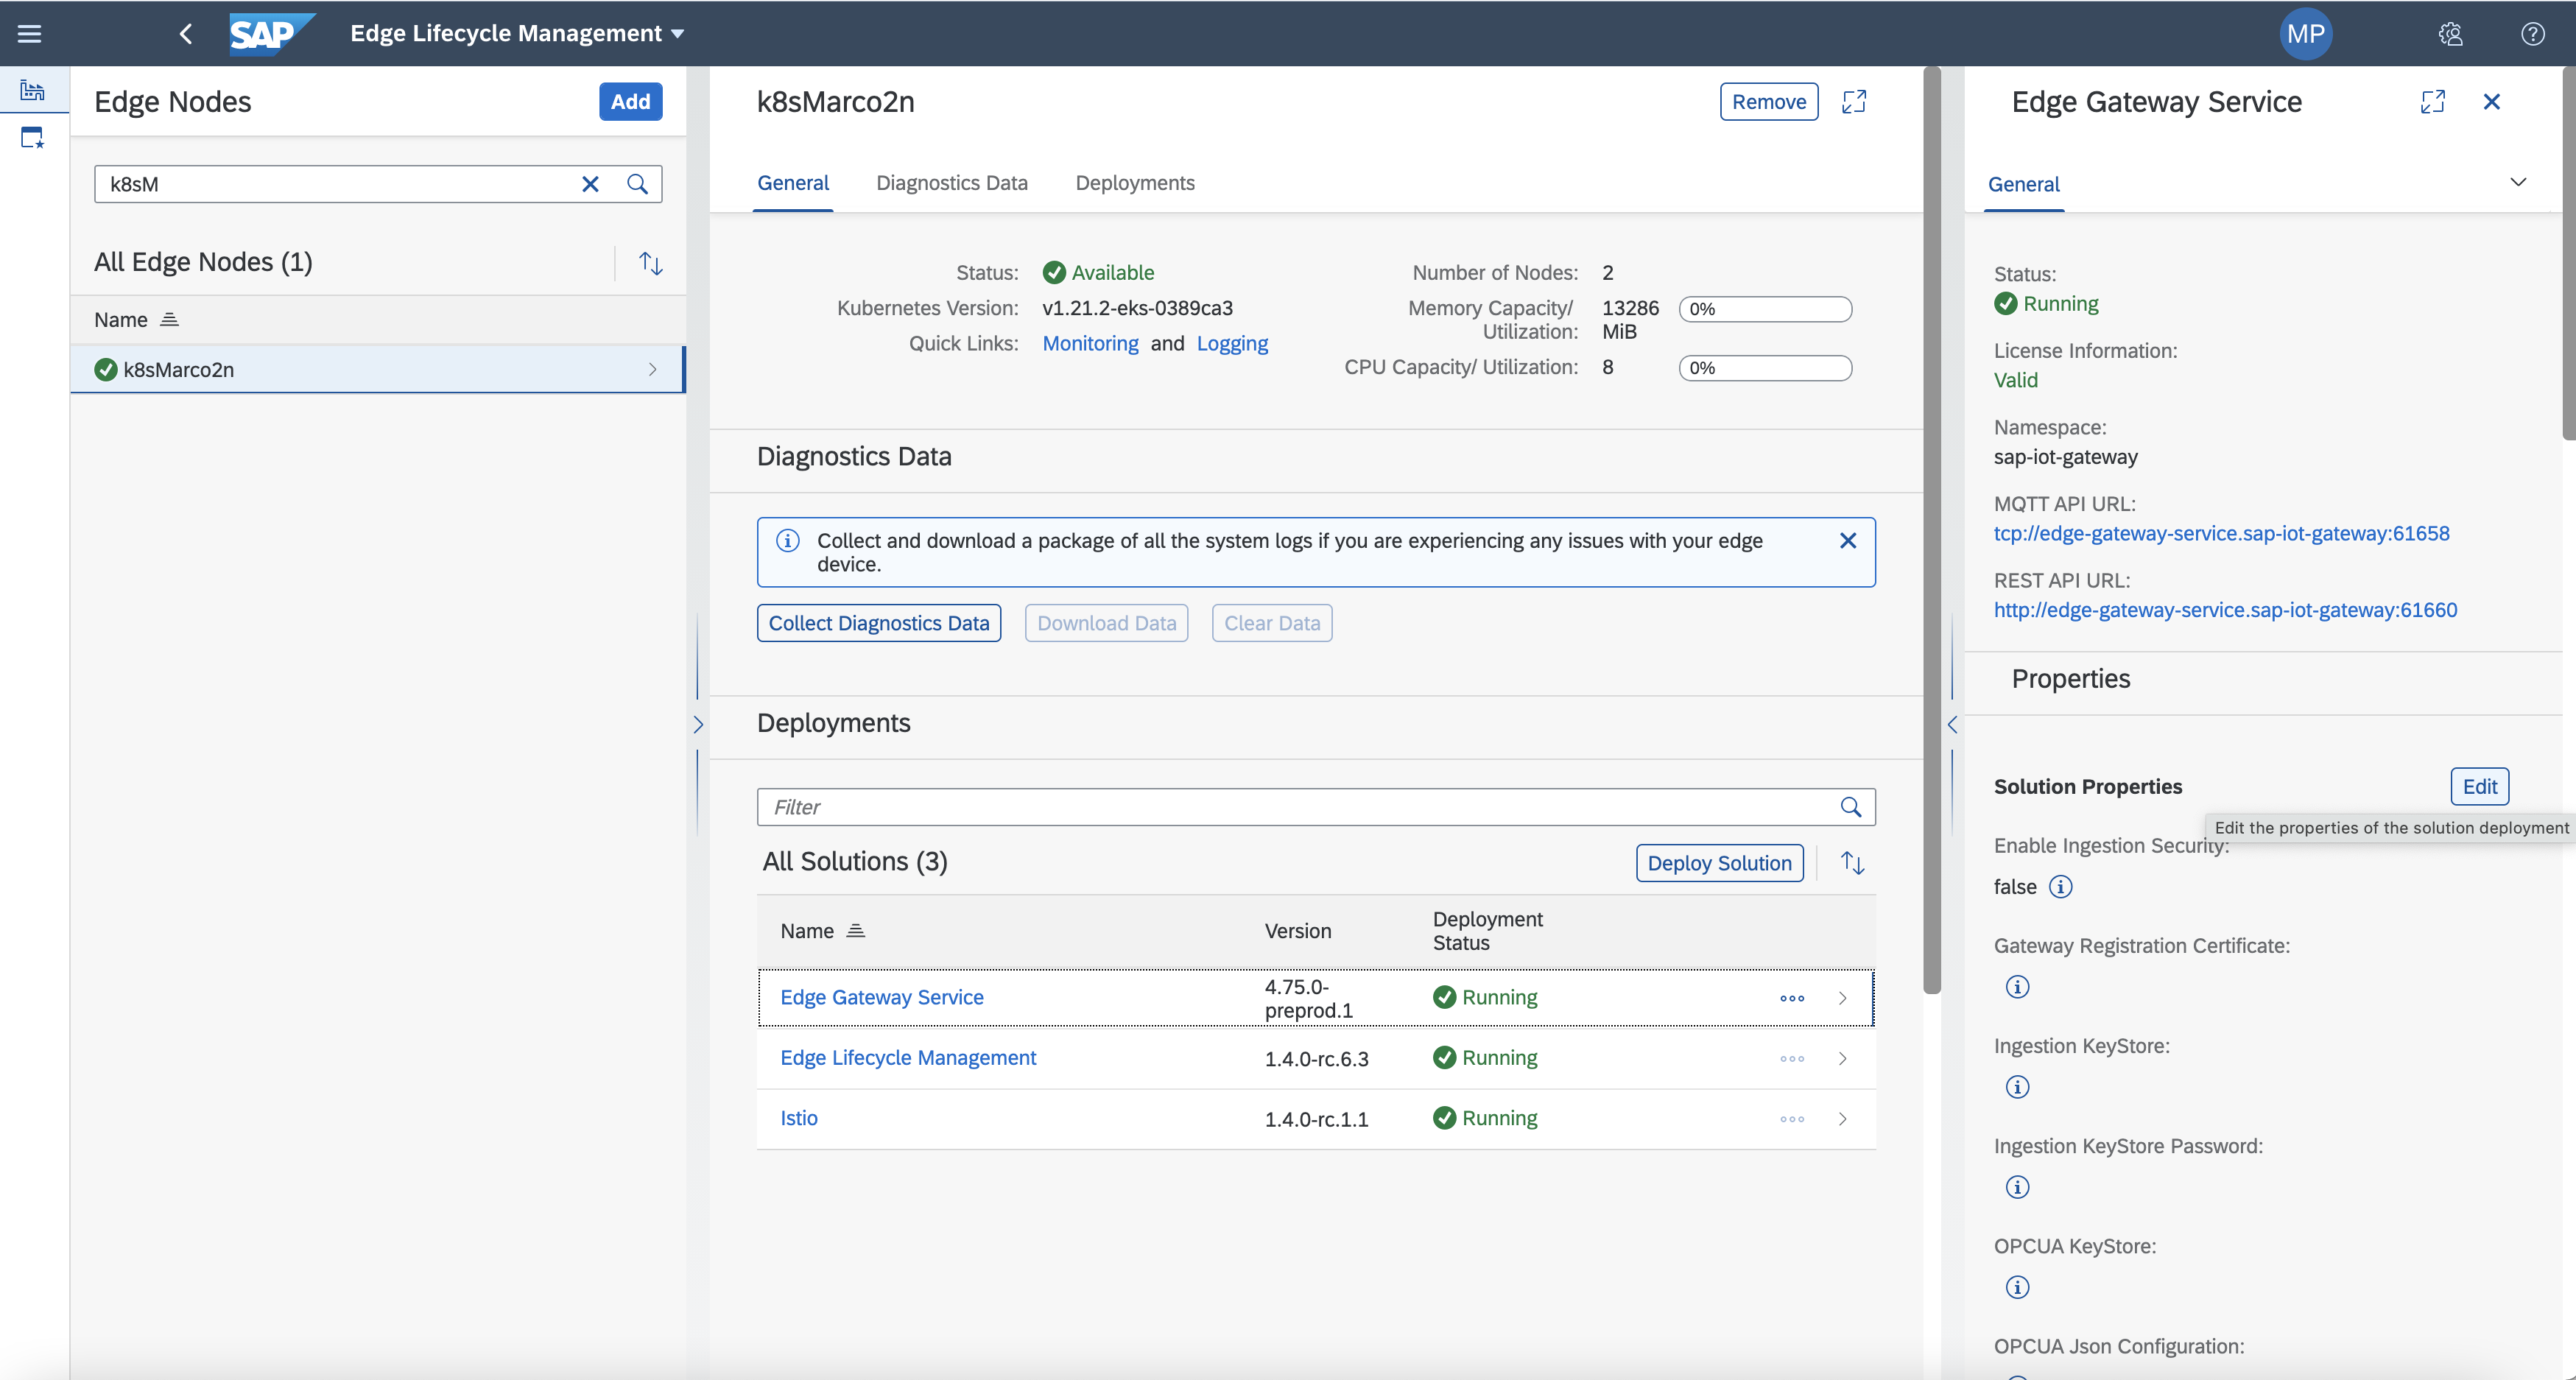 SAP
Edge Lifecycle Management
MP
Edge Nodes
Add
k8sM
All Edge Nodes (1)
Name
k8sMarco2n
k8sMarco2n
Remove
General
Diagnostics Data
Deployments
Status:
Available
Kubernetes Version:
v1.21.2-eks-0389ca3
Quick Links:
Monitoring and Logging
Number of Nodes:
2
Memory Capacity/
Utilization:
13286
MiB
0%
CPU Capacity/ Utilization:
8
0%
Diagnostics Data
Collect and download a package of all the system logs if you are experiencing any issues with your edge
device.
Collect Diagnostics Data
Download Data
Clear Data
Deployments
Filter
All Solutions (3)
Deploy Solution
Name
Version
Deployment
Status
Edge Gateway Service
4.75.0-
preprod.1
Running
Edge Lifecycle Management
1.4.0-rc.6.3
Running
Istio
1.4.0-rc.1.1
Running
Edge Gateway Service
General
Status:
Running
License Information:
Valid
Namespace:
sap-iot-gateway
MQTT API URL:
tcp://edge-gateway-service.sap-iot-gateway:61658
REST API URL:
http://edge-gateway-service.sap-iot-gateway:61660
Properties
Solution Properties
Edit
Edit the properties of the solution deployment
Enable Ingestion Security:
false
Gateway Registration Certificate:
Ingestion KeyStore:
Ingestion KeyStore Password:
OPCUA KeyStore:
OPCUA Json Configuration: